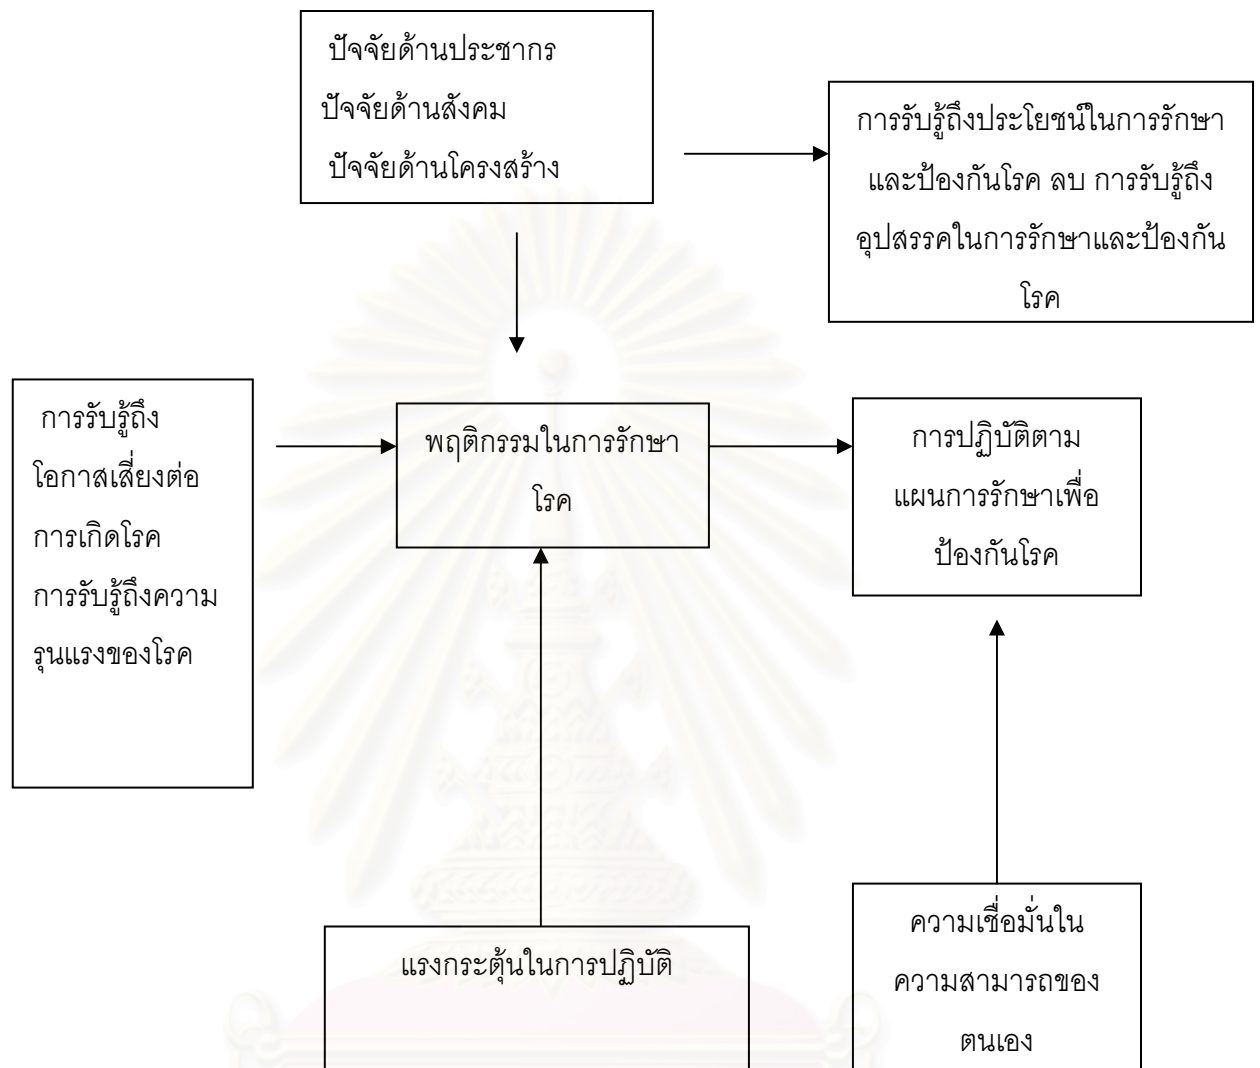 ปัจจัยด้านประชากร
ปัจจัยด้านสังคม
ปัจจัยด้านโครงสร้าง
การรับรู้ถึงประโยชน์ในการรักษา
และป้องกันโรค ลบ การรับรู้ถึง
อุปสรรคในการรักษาและป้องกัน
โรค
การรับรู้ถึง
โอกาสเสี่ยงต่อ
การเกิดโรค
การรับรู้ถึงความ
รุนแรงของโรค
พฤติกรรมในการรักษา
โรค
การปฏิบัติตาม
แผนการรักษาเพื่อ
ป้องกันโรค
แรงกระตุ้นในการปฏิบัติ
ความเชื่อมั่นใน
ความสามารถของ
ตนเอง